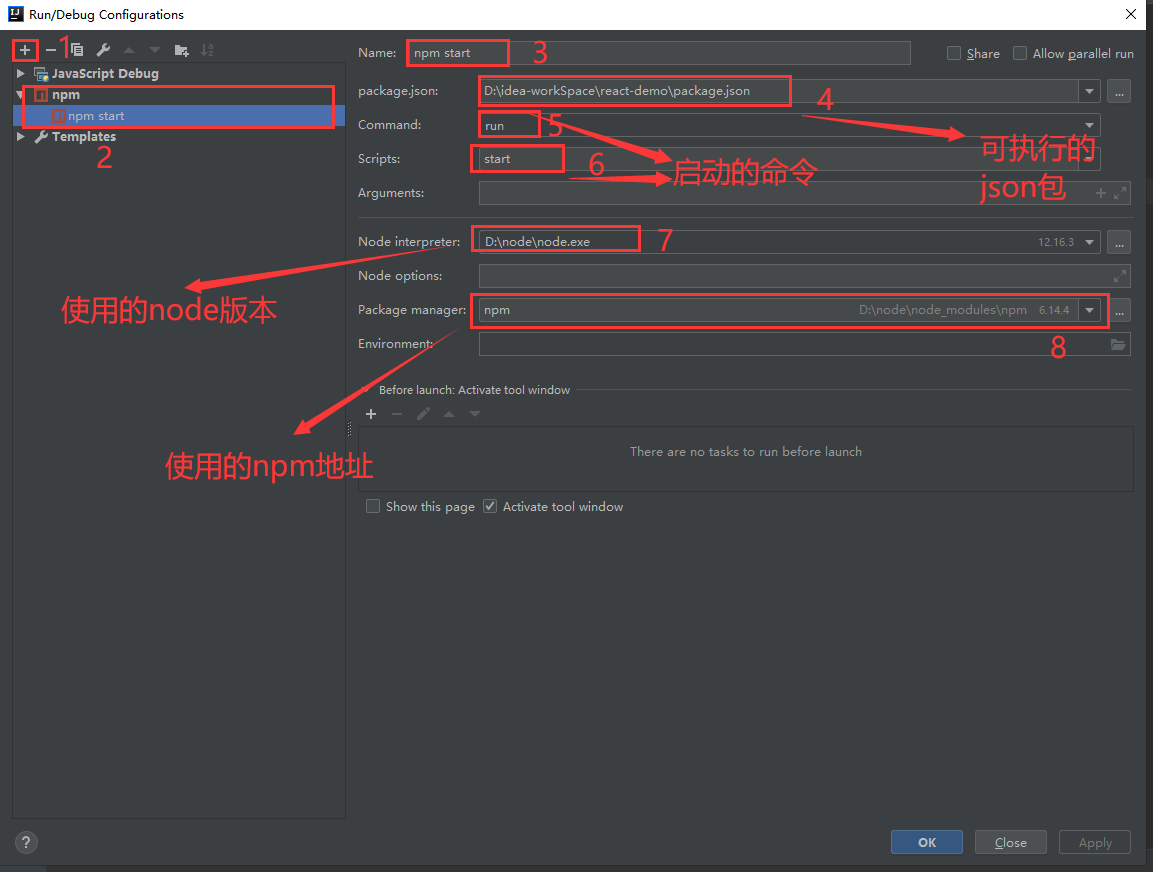 Run/Debug Configurations
1
JavaScript Debug
npm
npm start
Templates
2
Name: npm start 3 Share Allow parallel run
package.json: D:\idea-workSpace\react-demo\package.json ... 4
Command: run 5
可执行的
json包
Scripts: start 6 启动的命令
Arguments:
Node interpreter: D:\node\node.exe 7 12.16.3 ...
Node options:
使用的node版本
Package manager: npm D:\node\node_modules\npm 6.14.4 ...
Environment: 8
Before launch: Activate tool window
使用的npm地址
There are no tasks to run before launch
Show this page Activate tool window
? OK Close Apply